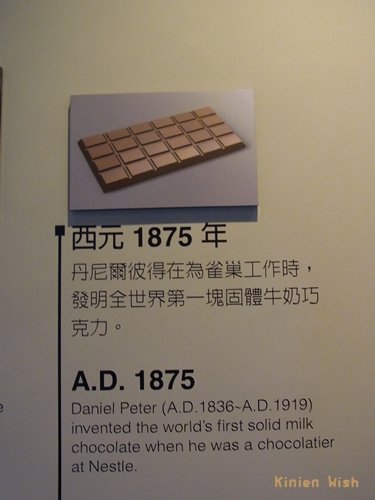 西元 1875 年
丹尼爾彼得在為雀巢工作時，
發明全世界第一塊固體牛奶巧
克力。
A.D. 1875
Daniel Peter (A.D.1836~A.D.1919)
invented the world's first solid milk
chocolate when he was a chocolatier
at Nestle.
Kinien Wish